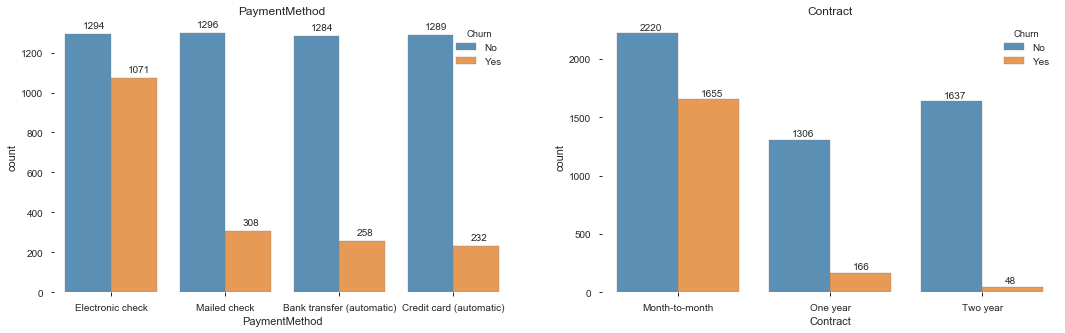 PaymentMethod
1294
1296
1284
1289
1071
308
258
232
Churn
No
Yes
1200
1000
800
600
400
200
0
count
Electronic check
Mailed check
Bank transfer (automatic)
Credit card (automatic)
PaymentMethod
Contract
2220
1655
1306
166
1637
48
Churn
No
Yes
2000
1500
1000
500
0
count
Month-to-month
One year
Two year
Contract